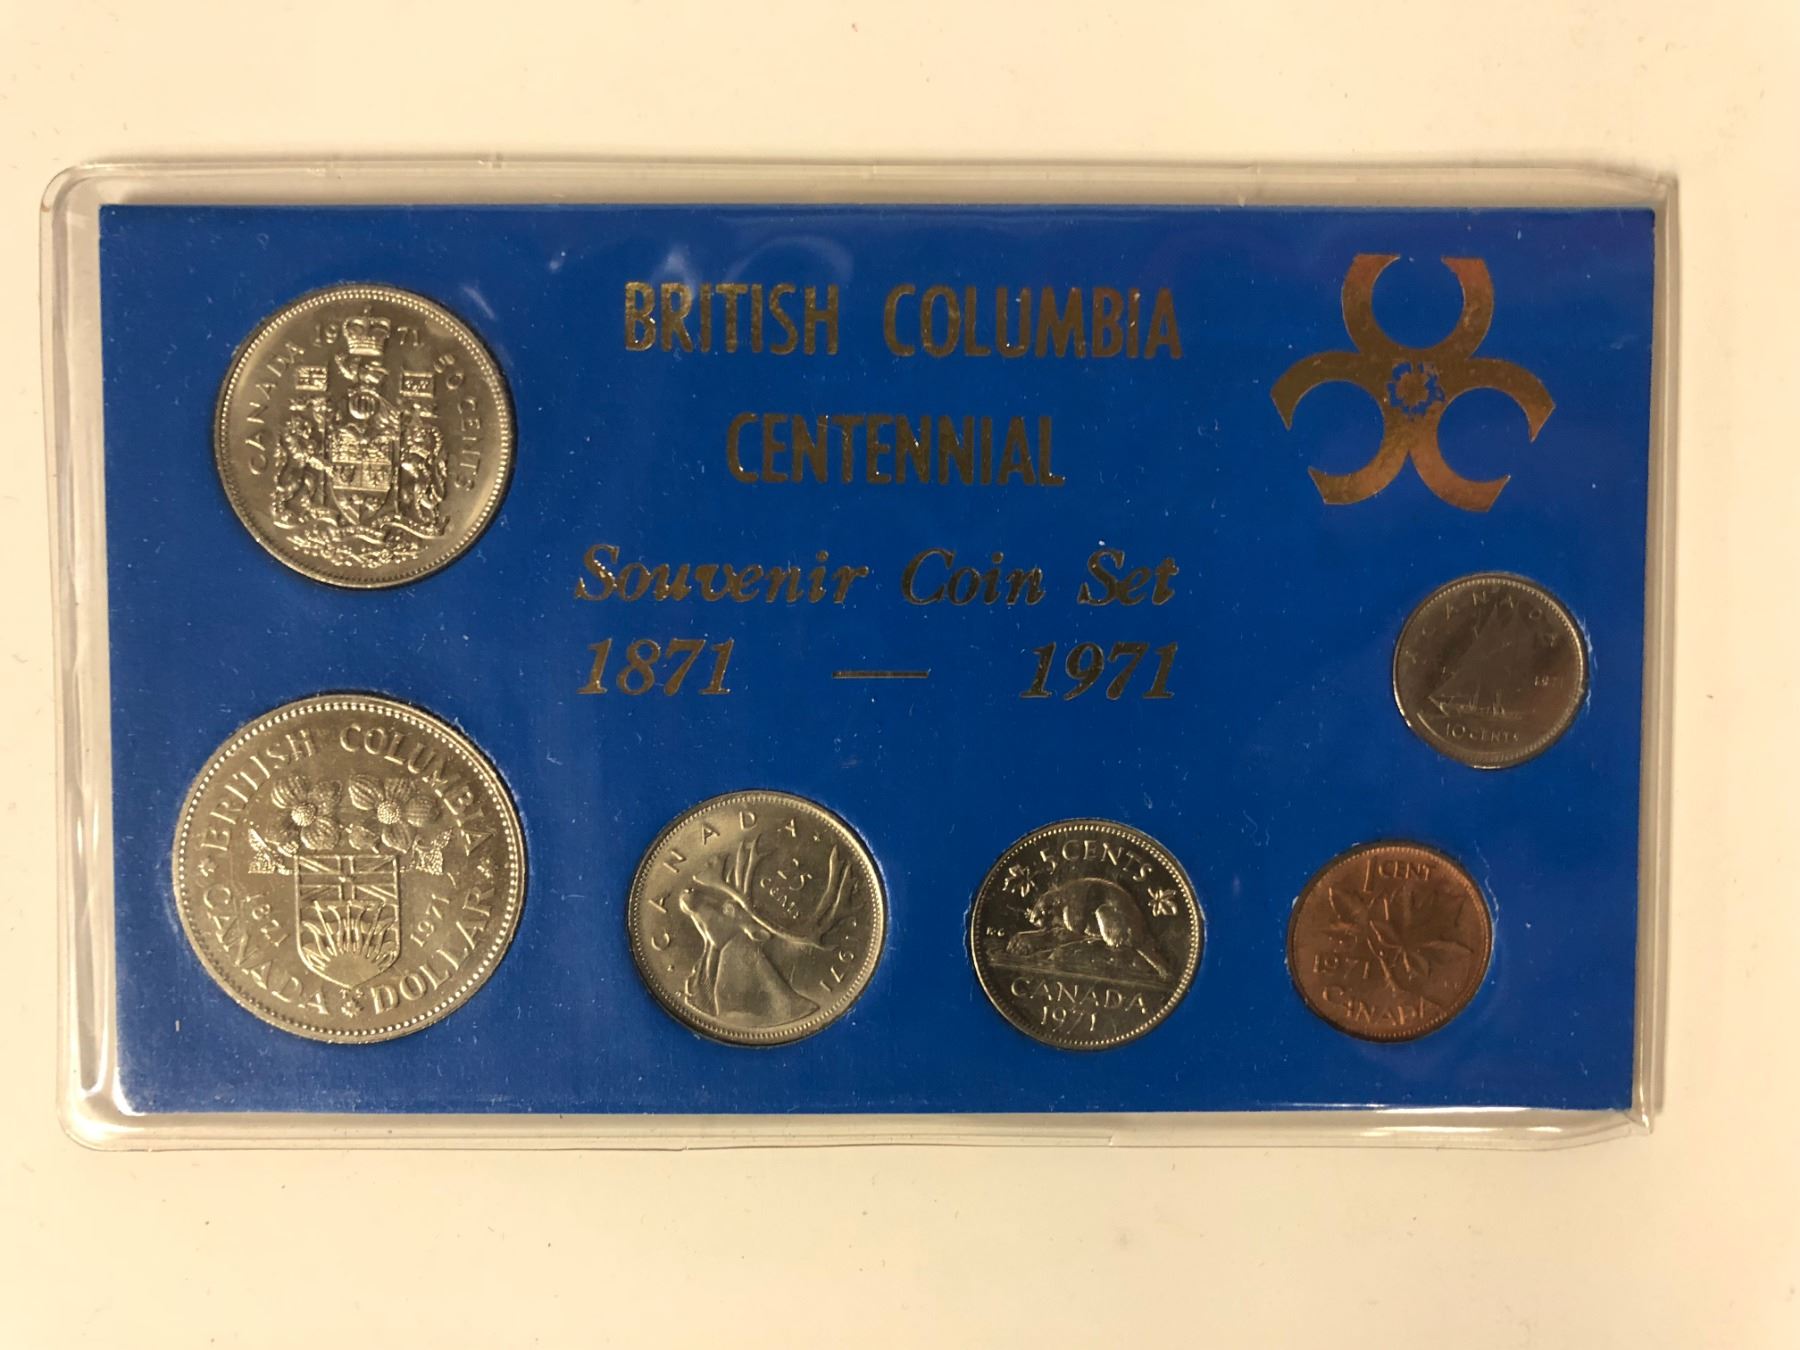 BRITISH COLUMBIA
CENTENNIAL
Souvenir Coin Set
1871 — 1971
CANADA 1971 50 CENTS
BRITISH COLUMBIA
1871 1971
CANADA DOLLAR
CANADA
25
CENTS
1971
5 CENTS
CANADA
1971
CANADA
1971
10 CENTS
1 CENT
1971
CANADA